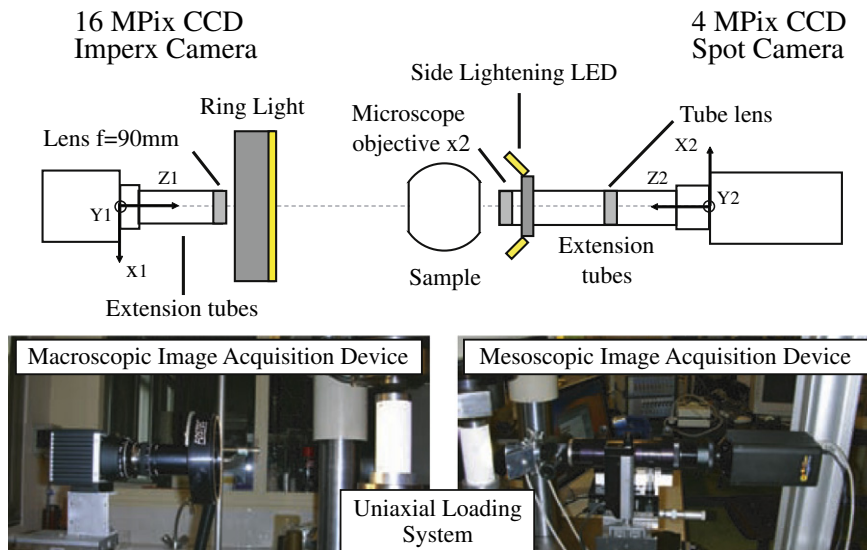 16 MPix CCD
Imperx Camera
4 MPix CCD
Spot Camera
Side Lightening LED
Ring Light
Microscope
objective x2
Tube lens
Lens f=90mm
X2
Z1
Z2
Y1
Y2
x1
Sample
Extension
tubes
Extension tubes
Macroscopic Image Acquisition Device
Mesoscopic Image Acquisition Device
Uniaxial Loading
System